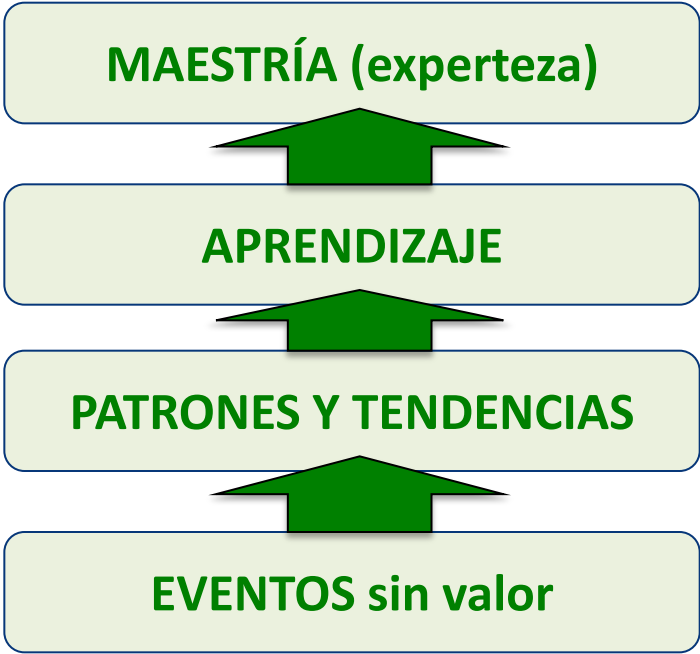 MAESTRÍA (experteza)
APRENDIZAJE
PATRONES Y TENDENCIAS
EVENTOS sin valor